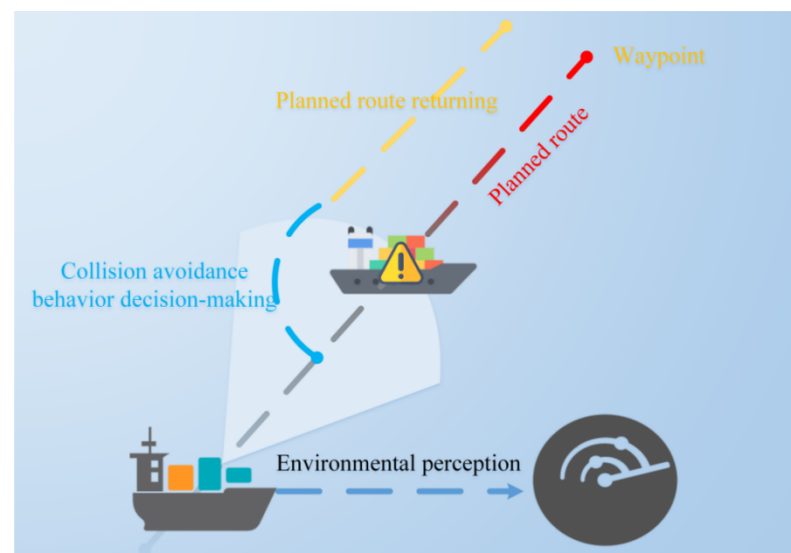 Waypoint
Planned route returning
Planned route
Collision avoidance
behavior decision-making
Environmental perception